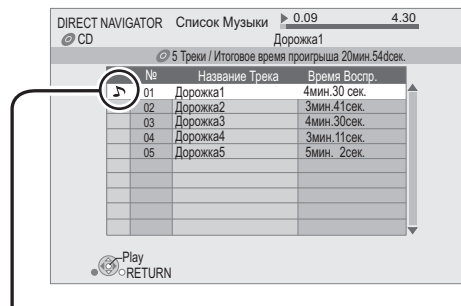 DIRECT NAVIGATOR Список Музыки 0.09 4.30
CD Дорожка1
5 Треки / Итоговое время проигрыша 20мин.54dсек.
№ Название Трека Время Воспр.
01 Дорожка1 4мин.30 сек.
02 Дорожка2 3мин.41сек.
03 Дорожка3 4мин.30сек.
04 Дорожка4 3мин.11сек.
05 Дорожка5 5мин. 2сек.
Play
RETURN